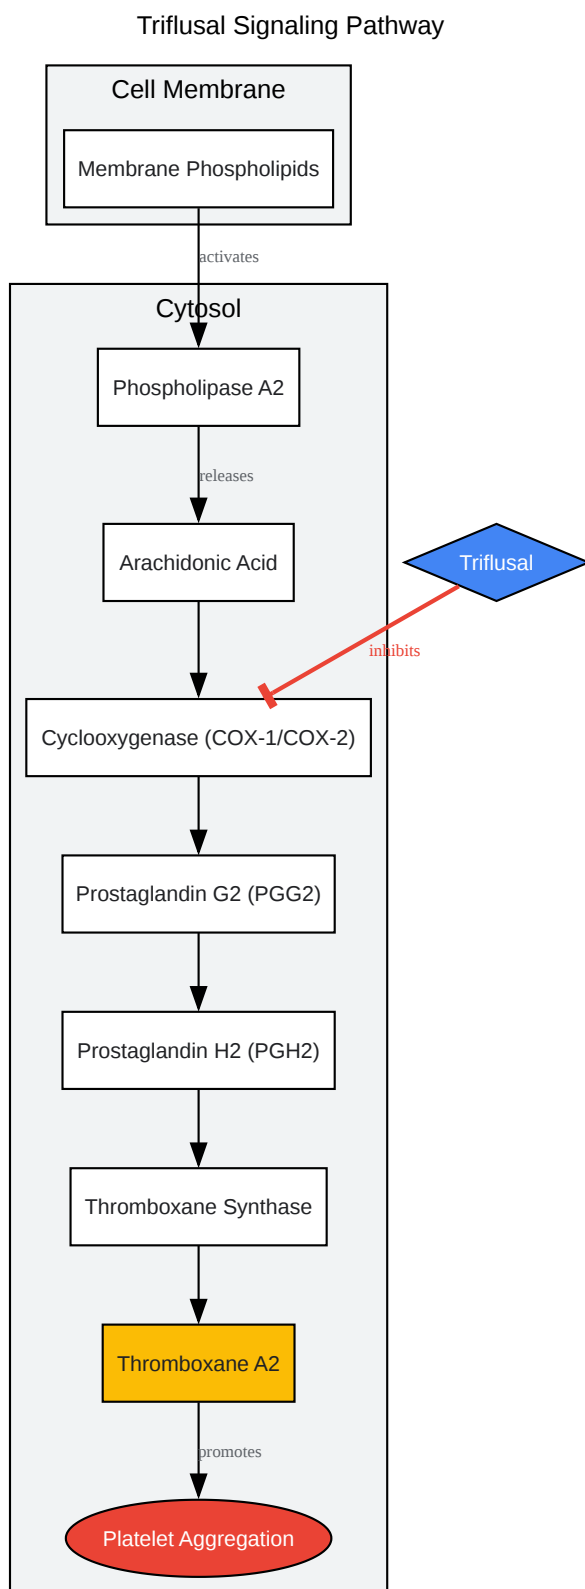 Triflusal Signaling Pathway
Cell Membrane
Membrane Phospholipids
activates
Cytosol
Phospholipase A2
releases
Arachidonic Acid
Triflusal
inhibits
Cyclooxygenase (COX-1/COX-2)
Prostaglandin G2 (PGG2)
Prostaglandin H2 (PGH2)
Thromboxane Synthase
Thromboxane A2
promotes
Platelet Aggregation